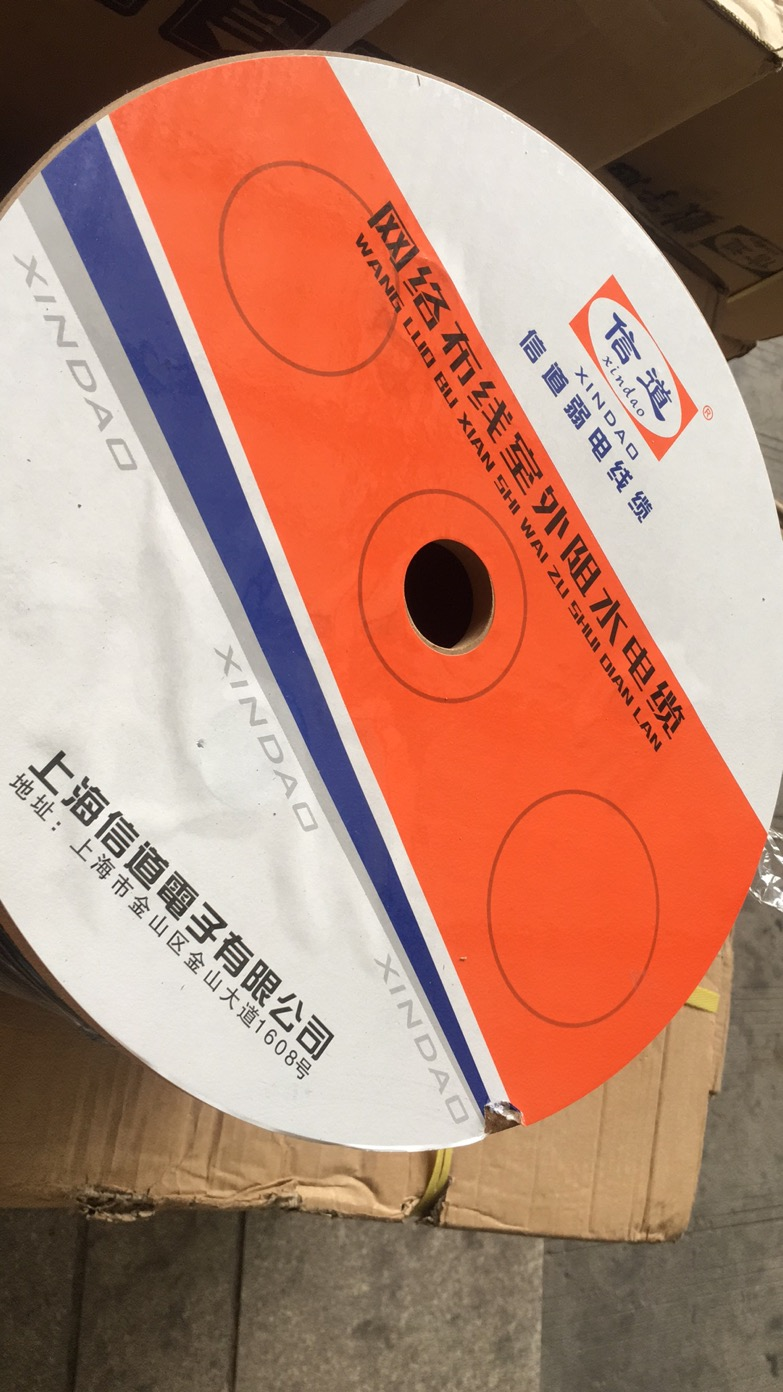 信道
xindao
®
XINDAO
信道弱电线缆
网络布线室外阻水电缆
WANG LUO BU XIAN SHI WAI ZU SHUI DIAN LAN
XINDAO
XINDAO
XINDAO
上海信道電子有限公司
地址：上海市金山区金山大道1608号